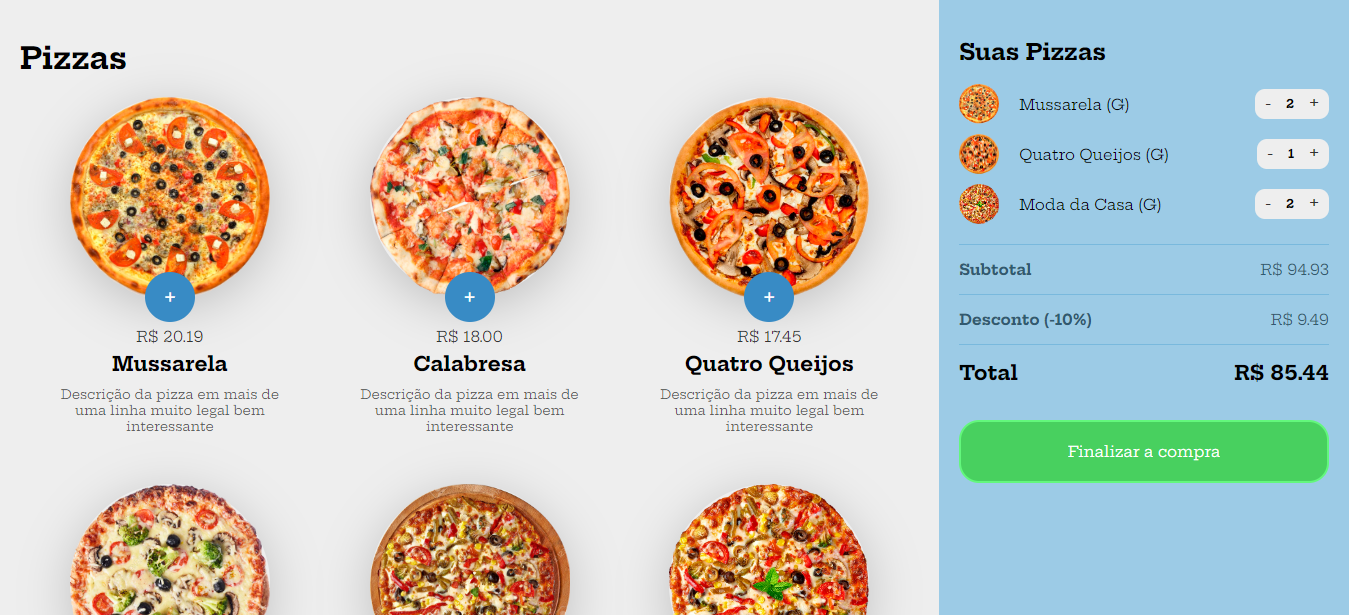 Pizzas
+
R$ 20.19
Mussarela
Descrição da pizza em mais de
uma linha muito legal bem
interessante
+
R$ 18.00
Calabresa
Descrição da pizza em mais de
uma linha muito legal bem
interessante
+
R$ 17.45
Quatro Queijos
Descrição da pizza em mais de
uma linha muito legal bem
interessante
Suas Pizzas
Mussarela (G) - 2 +
Quatro Queijos (G) - 1 +
Moda da Casa (G) - 2 +
Subtotal R$ 94.93
Desconto (-10%) R$ 9.49
Total R$ 85.44
Finalizar a compra